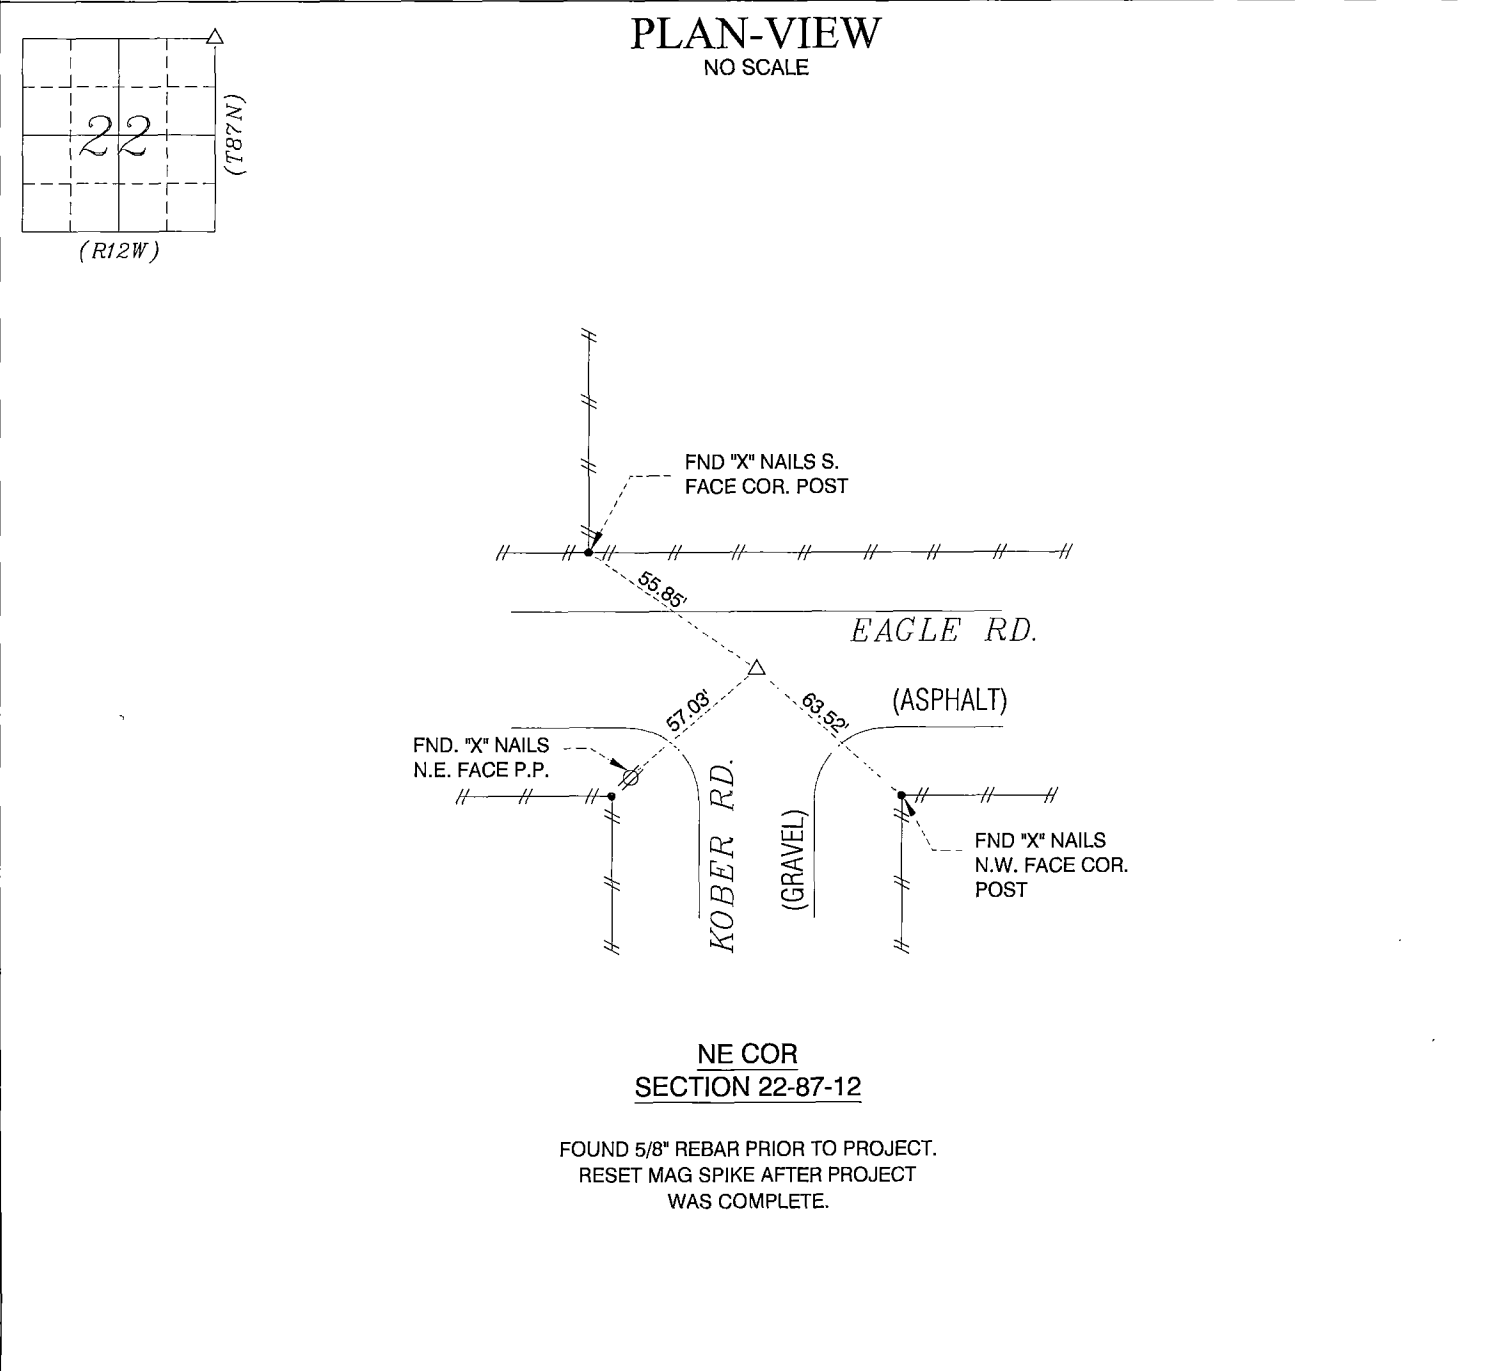 PLAN-VIEW
NO SCALE
22
(T87N)
(R12W)
FND "X" NAILS S.
FACE COR. POST
55.85'
EAGLE RD.
(ASPHALT)
57.03'
63.52'
FND. "X" NAILS
N.E. FACE P.P.
KOBER RD.
(GRAVEL)
FND "X" NAILS
N.W. FACE COR.
POST
NE COR
SECTION 22-87-12
FOUND 5/8" REBAR PRIOR TO PROJECT.
RESET MAG SPIKE AFTER PROJECT
WAS COMPLETE.